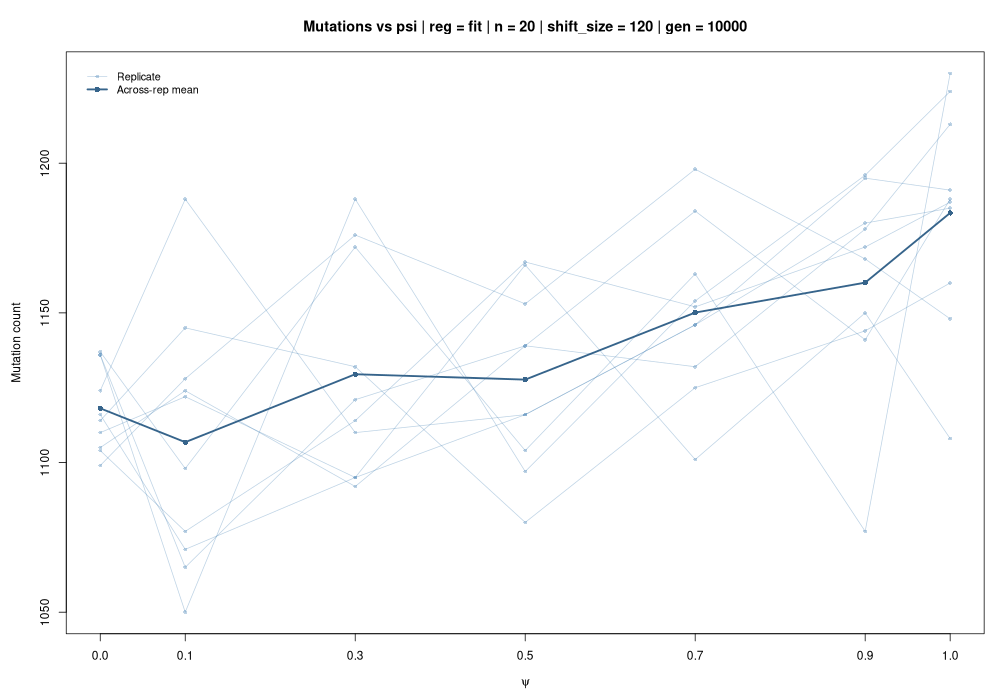 Mutations vs psi | reg = fit | n = 20 | shift_size = 120 | gen = 10000
Replicate
Across-rep mean
Mutation count
1200
1150
1100
1050
0.0 0.1 0.3 0.5 0.7 0.9 1.0
ψ